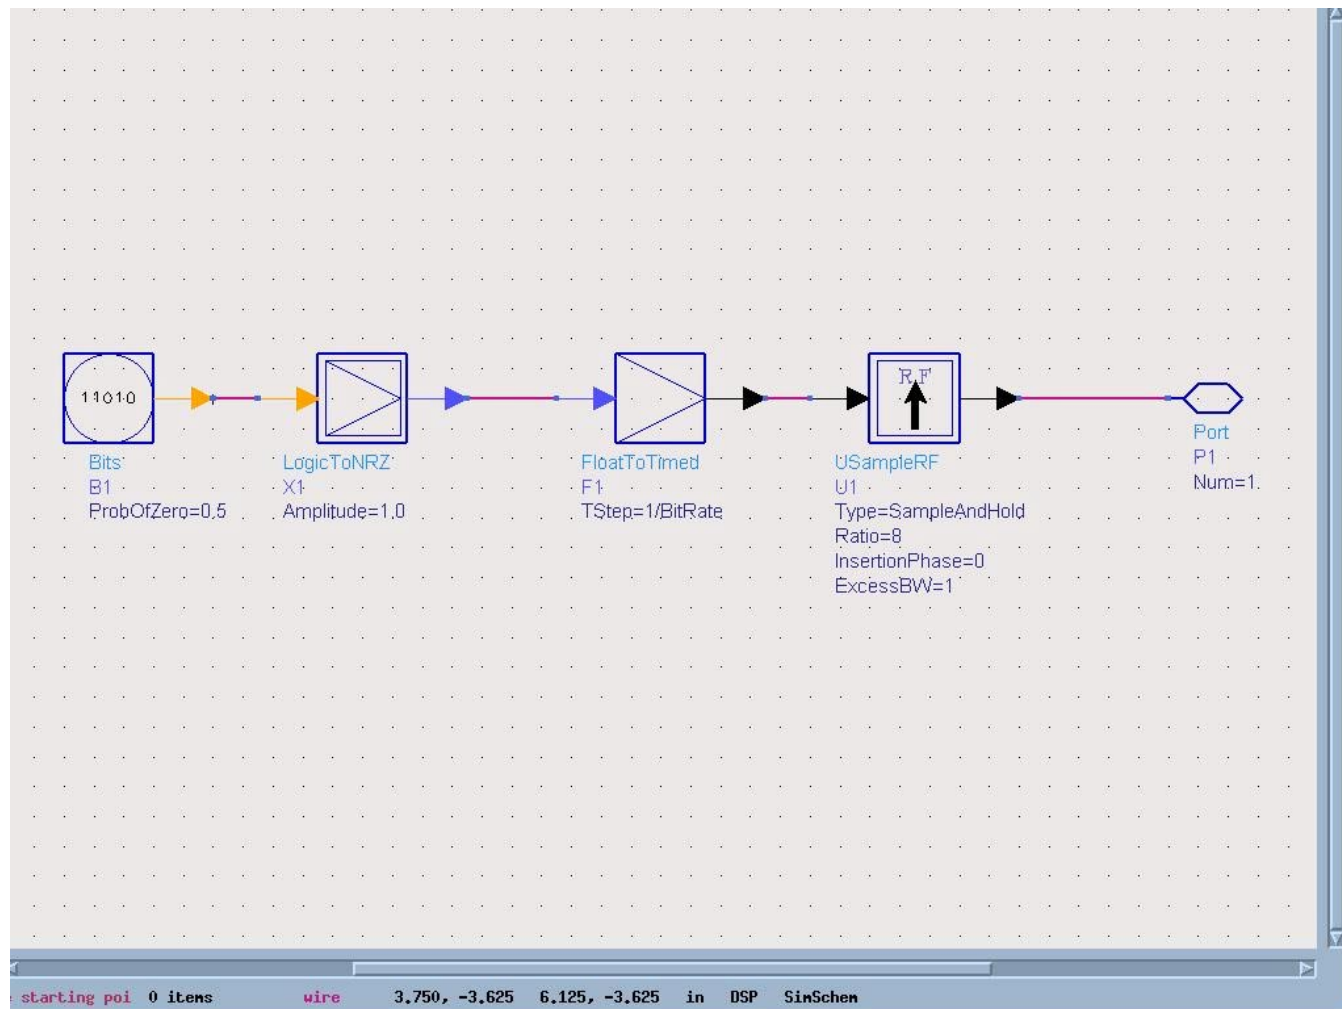 11010
R F
Bits
LogicToNRZ
FloatToTimed
USampleRF
Port
B1
X1
F1
U1
P1
ProbOfZero=0.5
Amplitude=1.0
TStep=1/BitRate
Type=SampleAndHold
Num=1
Ratio=8
InsertionPhase=0
ExcessBW=1
starting poi 0 items wire 3.750, -3.625 6.125, -3.625 in DSP SimSchem